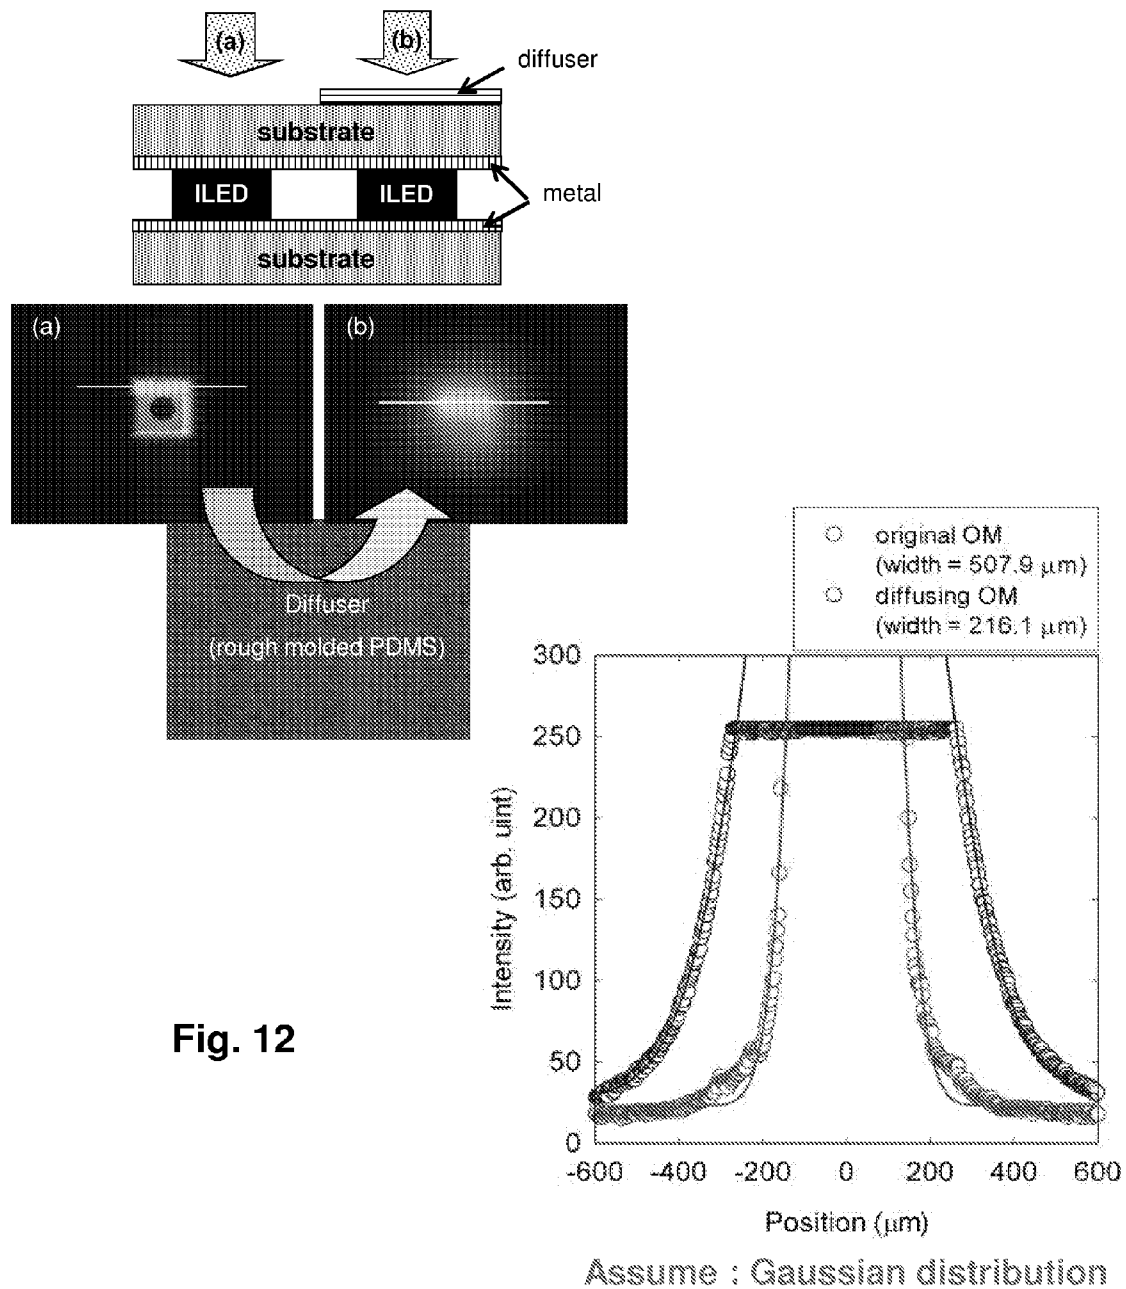 (a)
(b)
diffuser
substrate
ILED
ILED
metal
substrate
(a)
(b)
Diffuser
(rough molded PDMS)
original OM
(width = 507.9 μm)
diffusing OM
(width = 216.1 μm)
300
250
200
150
100
50
0
Intensity (arb. uint)
-600
-400
-200
0
200
400
600
Position (μm)
Assume : Gaussian distribution
Fig. 12